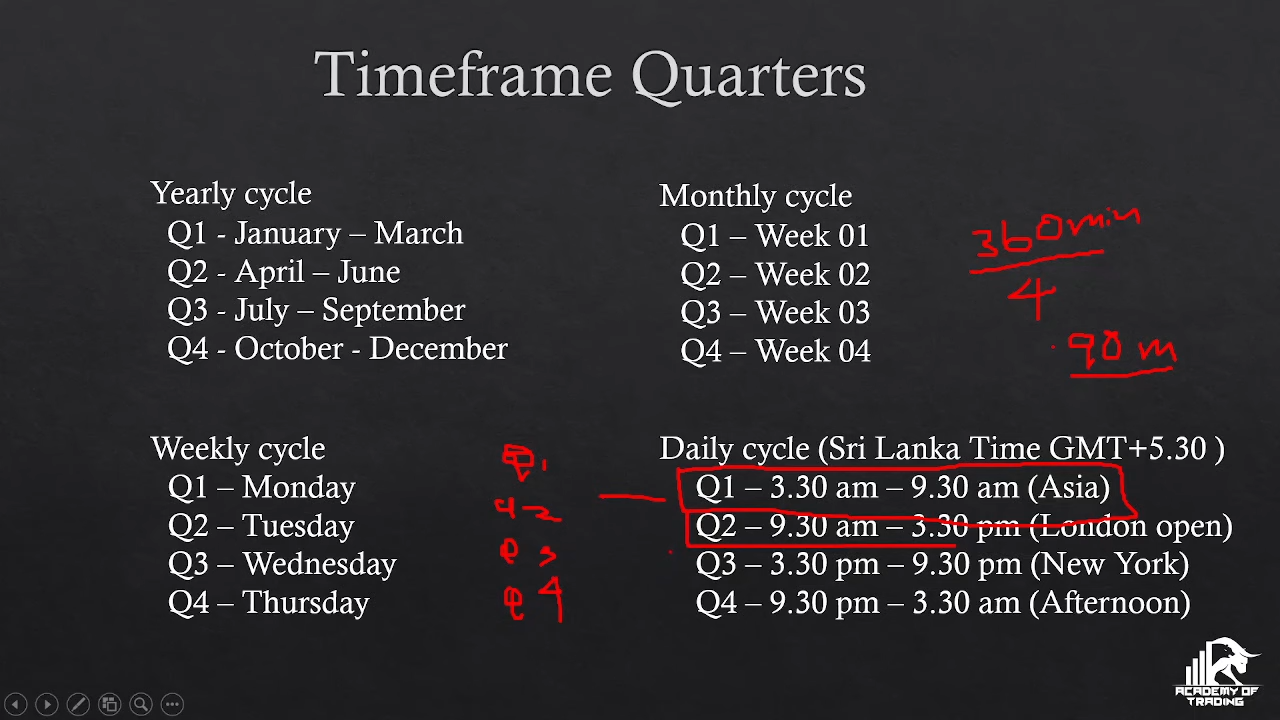 Timeframe Quarters
Yearly cycle
Q1 - January – March
Q2 - April – June
Q3 - July – September
Q4 - October - December
Monthly cycle
Q1 – Week 01
Q2 – Week 02
Q3 – Week 03
Q4 – Week 04
360min
4
90 m
Weekly cycle
Q1 – Monday
Q2 – Tuesday
Q3 – Wednesday
Q4 – Thursday
Q1
Q2
Q3
Q4
Daily cycle (Sri Lanka Time GMT+5.30 )
Q1 – 3.30 am – 9.30 am (Asia)
Q2 – 9.30 am – 3.30 pm (London open)
Q3 – 3.30 pm – 9.30 pm (New York)
Q4 – 9.30 pm – 3.30 am (Afternoon)
ACADEMY OF
TRADING